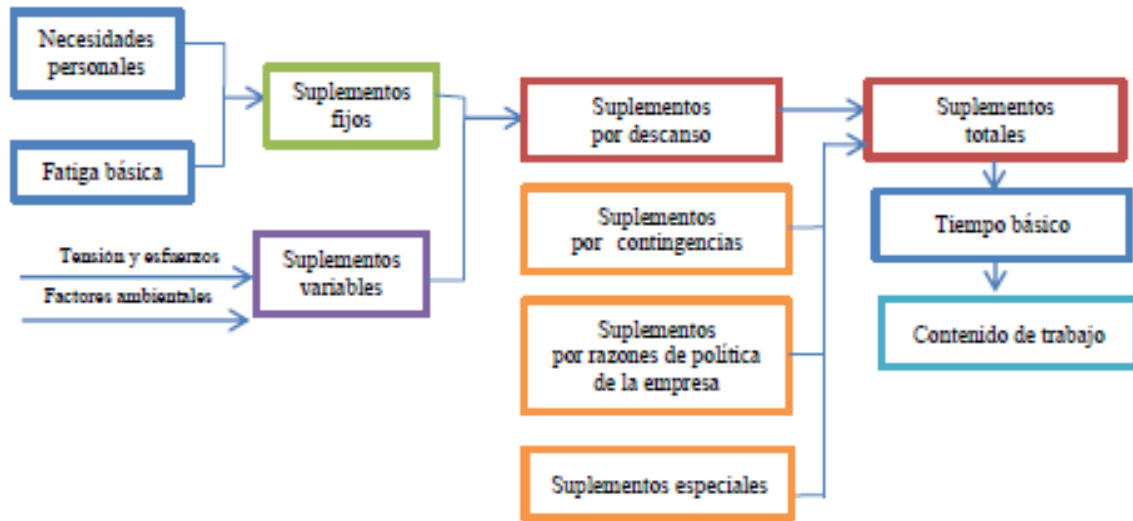 Necesidades
personales
Fatiga básica
Tensión y esfuerzos
Factores ambientales
Suplementos
fijos
Suplementos
variables
Suplementos
por descanso
Suplementos
por contingencias
Suplementos
por razones de política
de la empresa
Suplementos especiales
Suplementos
totales
Tiempo básico
Contenido de trabajo